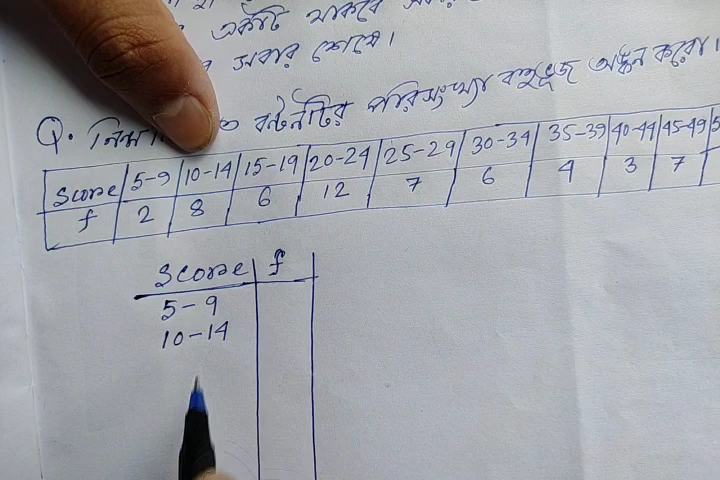 একটি থাকবে
সবার শেষে।
Q. বন্টনটির পরিসংখ্যা বহুভুজ অঙ্কন করো।
Score 5-9 10-14 15-19 20-24 25-29 30-34 35-39 40-44 45-49
f 2 8 6 12 7 6 4 3 7
Score f
5-9
10-14